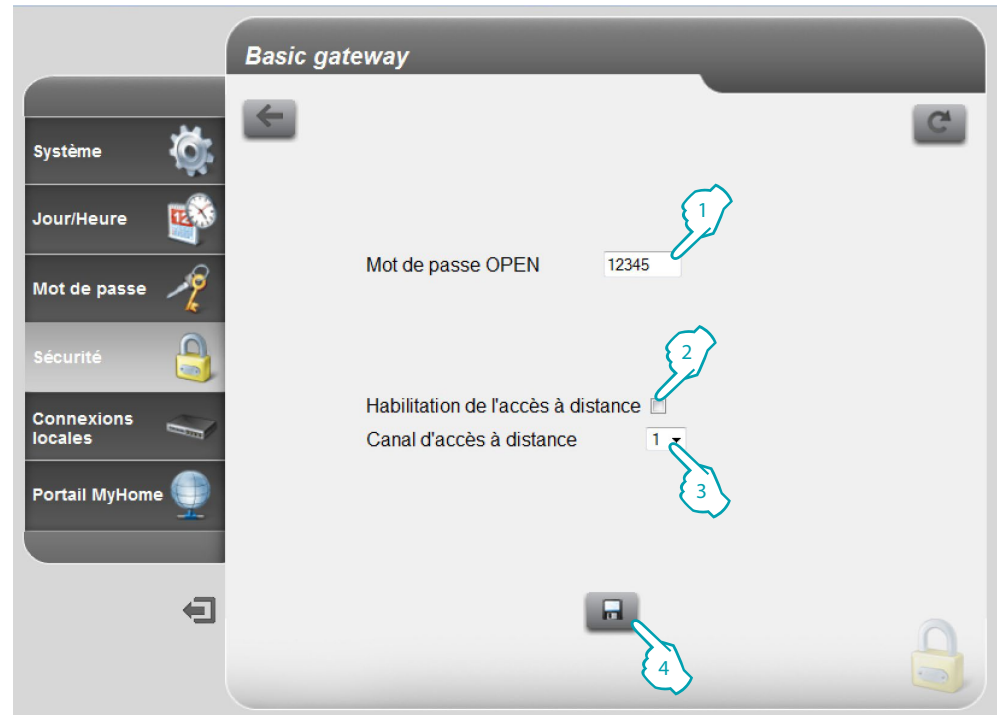 Basic gateway
Système
Jour/Heure
12
Mot de passe
Sécurité
Connexions
locales
Portail MyHome
1
Mot de passe OPEN 12345
2
Habilitation de l'accès à distance
Canal d'accès à distance 1
3
4